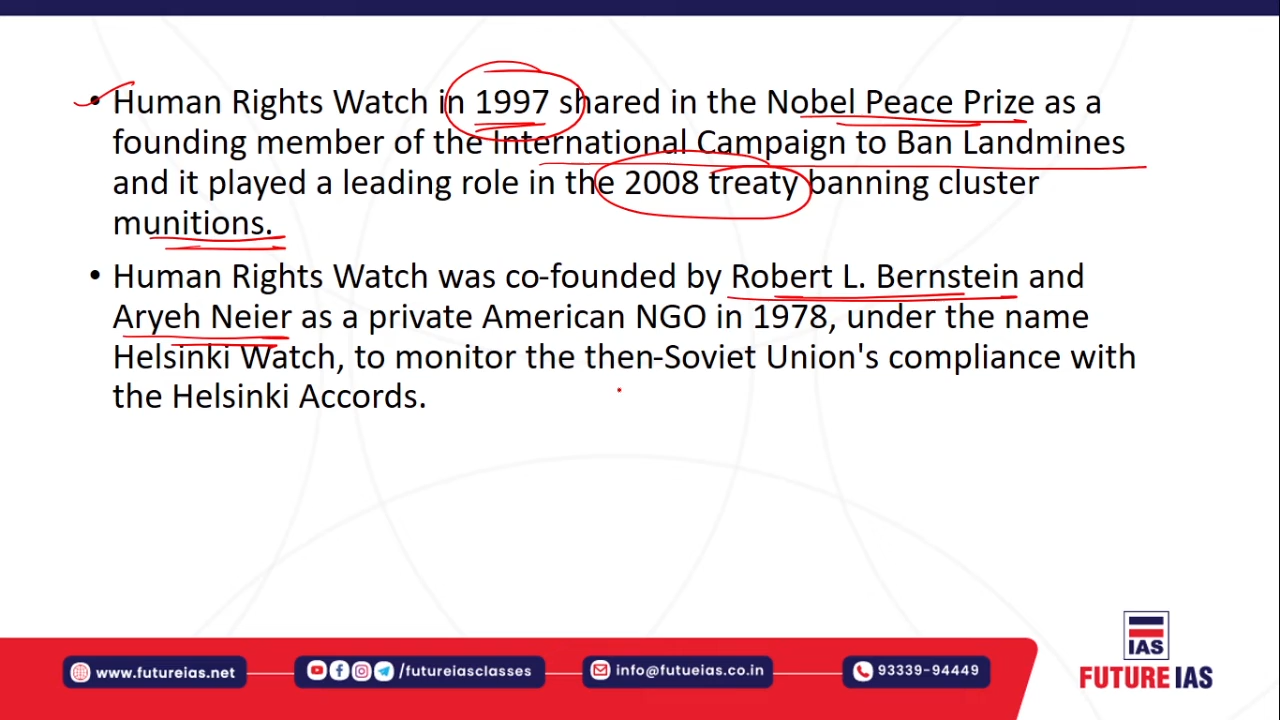 • Human Rights Watch in 1997 shared in the Nobel Peace Prize as a
founding member of the International Campaign to Ban Landmines
and it played a leading role in the 2008 treaty banning cluster
munitions.
• Human Rights Watch was co-founded by Robert L. Bernstein and
Aryeh Neier as a private American NGO in 1978, under the name
Helsinki Watch, to monitor the then-Soviet Union's compliance with
the Helsinki Accords.
IAS
www.futureias.net
/futureiasclasses
info@futueias.co.in
93339-94449
FUTURE IAS